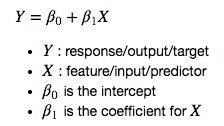 Y = β₀ + β₁X
• Y : response/output/target
• X : feature/input/predictor
• β₀ is the intercept
• β₁ is the coefficient for X